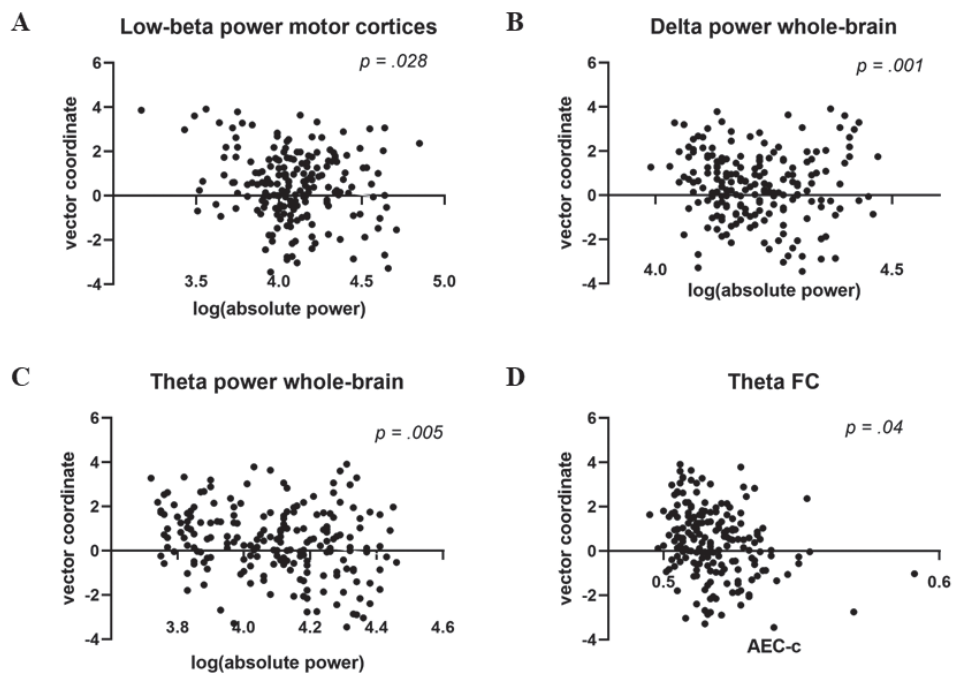 A
Low-beta power motor cortices
p = .028
6
4
2
0
-2
-4
vector coordinate
3.5 4.0 4.5 5.0
log(absolute power)
B
Delta power whole-brain
p = .001
6
4
2
0
-2
-4
vector coordinate
4.0 4.5
log(absolute power)
C
Theta power whole-brain
p = .005
6
4
2
0
-2
-4
vector coordinate
3.8 4.0 4.2 4.4 4.6
log(absolute power)
D
Theta FC
p = .04
6
4
2
0
-2
-4
vector coordinate
0.5 0.6
AEC-c